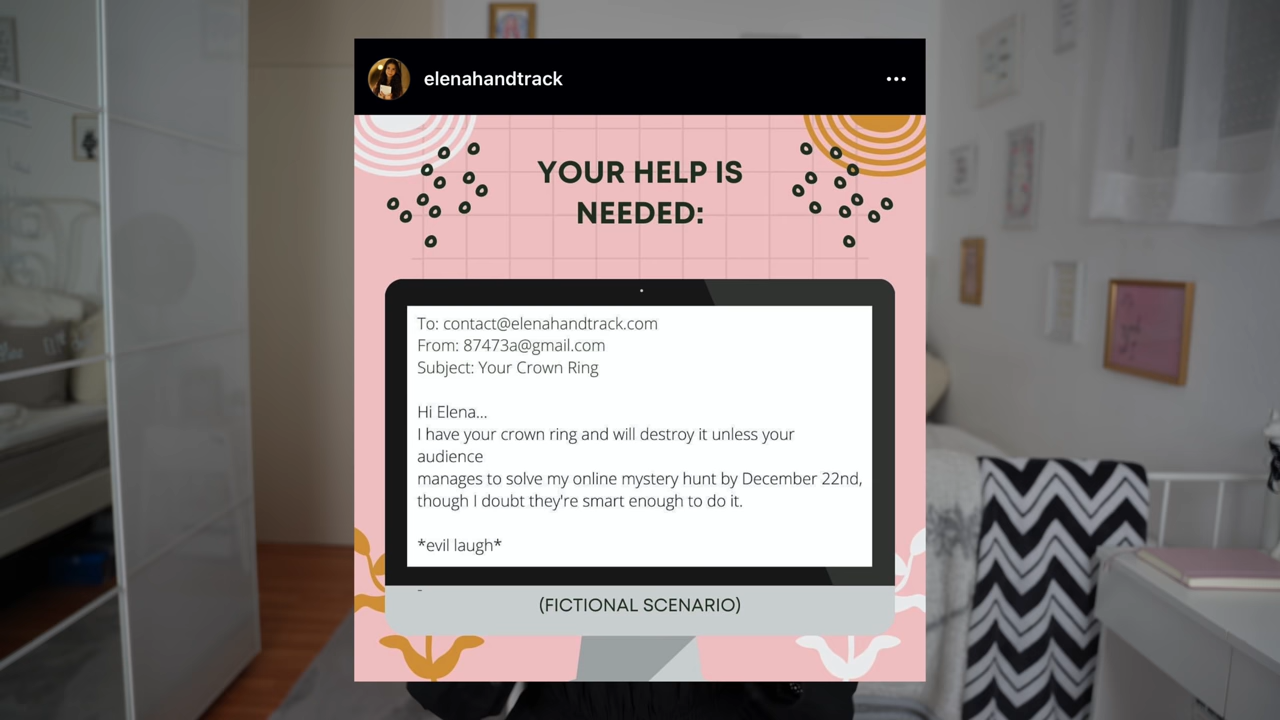 elenahandtrack
YOUR HELP IS
NEEDED:
To: contact@elenahandtrack.com
From: 87473a@gmail.com
Subject: Your Crown Ring
Hi Elena...
I have your crown ring and will destroy it unless your
audience
manages to solve my online mystery hunt by December 22nd,
though I doubt they're smart enough to do it.
*evil laugh*
-
(FICTIONAL SCENARIO)